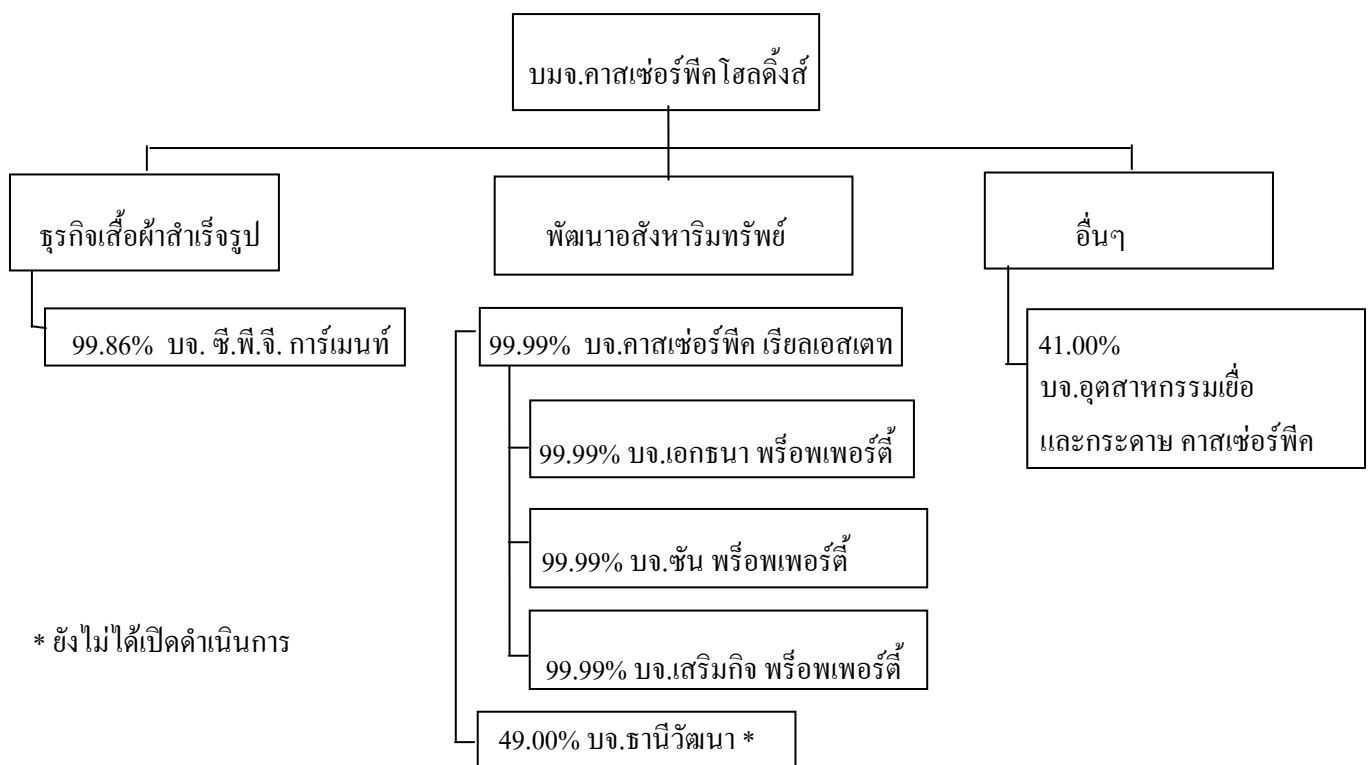 บมจ.คาสเซ่อร์พีคโฮลดิ้งส์
ธุรกิจเสื้อผ้าสำเร็จรูป
พัฒนาอสังหาริมทรัพย์
อื่นๆ
99.86% บจ. ซี.พี.จี. การ์เมนท์
99.99% บจ.คาสเซ่อร์พีค เรียลเอสเตท
99.99% บจ.เอกธนา พร็อพเพอร์ตี้
99.99% บจ.ซัน พร็อพเพอร์ตี้
99.99% บจ.เสริมกิจ พร็อพเพอร์ตี้
49.00% บจ.ธานีวัฒนา *
41.00%
บจ.อุตสาหกรรมเยื่อ
และกระดาษ คาสเซ่อร์พีค
* ยังไม่ได้เปิดดำเนินการ